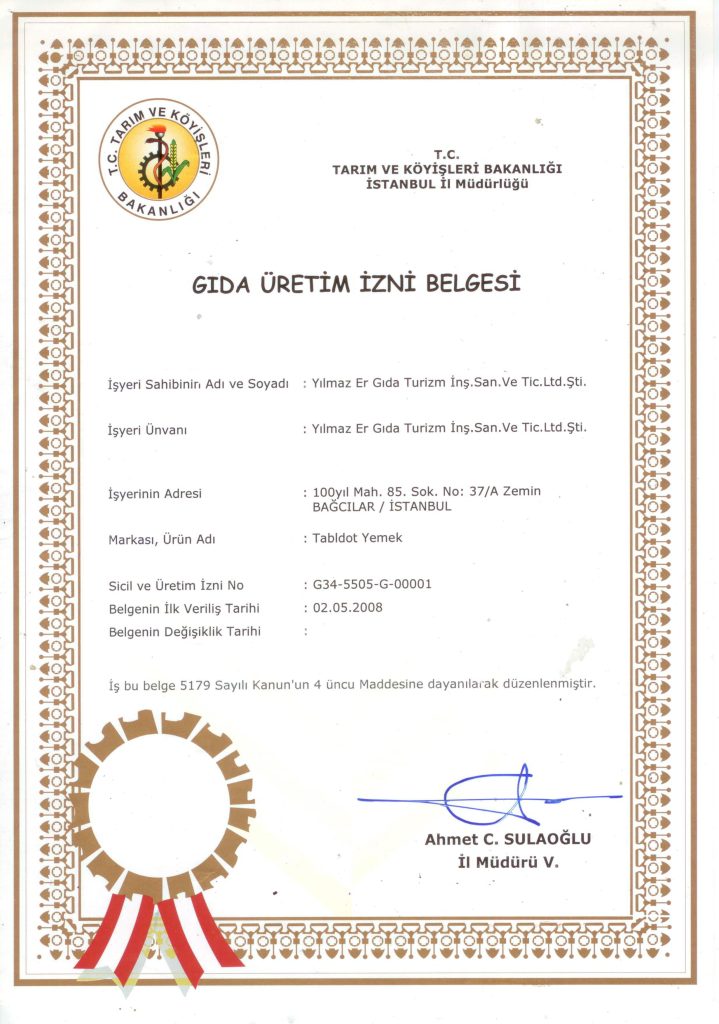 T.C. TARIM VE KÖYİŞLERİ
BAKANLIĞI
T.C.
TARIM VE KÖYİŞLERİ BAKANLIĞI
İSTANBUL İl Müdürlüğü
GIDA ÜRETİM İZNİ BELGESİ
İşyeri Sahibinin Adı ve Soyadı : Yılmaz Er Gıda Turizm İnş.San.Ve Tic.Ltd.Şti.
İşyeri Ünvanı : Yılmaz Er Gıda Turizm İnş.San.Ve Tic.Ltd.Şti.
İşyerinin Adresi : 100yıl Mah. 85. Sok. No: 37/A Zemin
BAĞCILAR / İSTANBUL
Markası, Ürün Adı : Tabldot Yemek
Sicil ve Üretim İzni No : G34-5505-G-00001
Belgenin İlk Veriliş Tarihi : 02.05.2008
Belgenin Değişiklik Tarihi :
İş bu belge 5179 Sayılı Kanun'un 4 üncu Maddesine dayanılarak düzenlenmiştir.
Ahmet C. SULAOĞLU
İl Müdürü V.